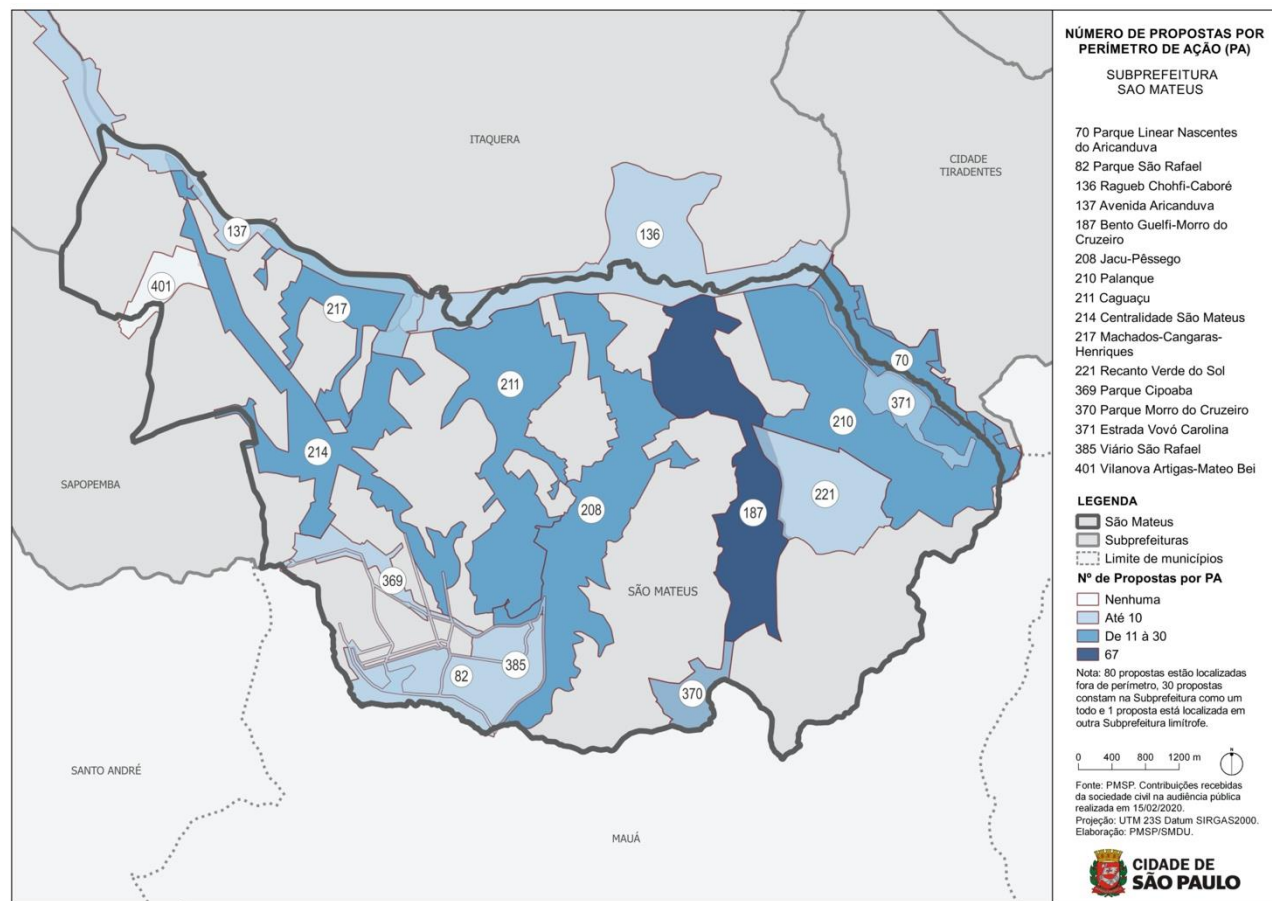 NÚMERO DE PROPOSTAS POR
PERÍMETRO DE AÇÃO (PA)
SUBPREFEITURA
SAO MATEUS
70 Parque Linear Nascentes
do Aricanduva
82 Parque São Rafael
136 Ragueb Chohfi-Caboré
137 Avenida Aricanduva
187 Bento Guelfi-Morro do
Cruzeiro
208 Jacu-Pêssego
210 Palanque
211 Caguaçu
214 Centralidade São Mateus
217 Machados-Cangaras-
Henriques
221 Recanto Verde do Sol
369 Parque Cipoaba
370 Parque Morro do Cruzeiro
371 Estrada Vovó Carolina
385 Viário São Rafael
401 Vilanova Artigas-Mateo Bei
LEGENDA
São Mateus
Subprefeituras
Limite de municípios
Nº de Propostas por PA
Nenhuma
Até 10
De 11 à 30
67
Nota: 80 propostas estão localizadas
fora de perímetro, 30 propostas
constam na Subprefeitura como um
todo e 1 proposta está localizada em
outra Subprefeitura limítrofe.
0 400 800 1200 m
N
Fonte: PMSP. Contribuições recebidas
da sociedade civil na audiência pública
realizada em 15/02/2020.
Projeção: UTM 23S Datum SIRGAS2000.
Elaboração: PMSP/SMDU.
CIDADE DE
SÃO PAULO
ITAQUERA
CIDADE
TIRADENTES
137
136
401
217
70
211
371
210
214
SAPOPEMBA
221
208
187
369
SÃO MATEUS
385
82
370
SANTO ANDRÉ
MAUÁ